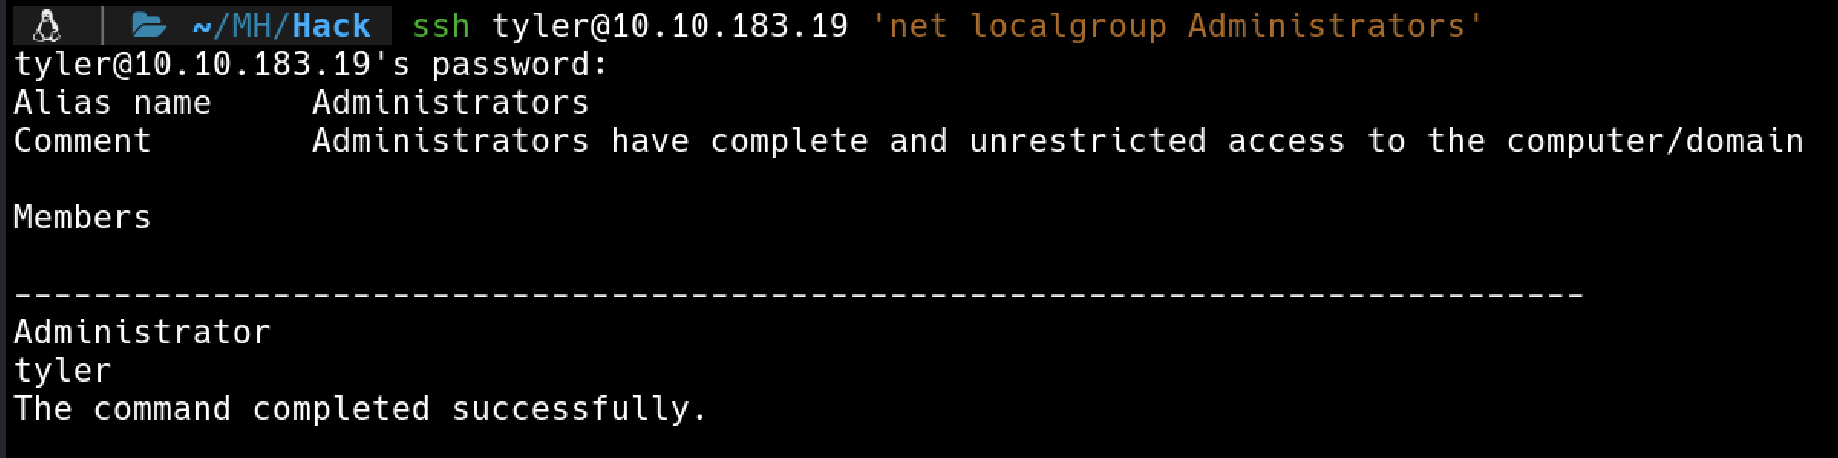 ~/MH/Hack ssh tyler@10.10.183.19 'net localgroup Administrators'
tyler@10.10.183.19's password:
Alias name     Administrators
Comment        Administrators have complete and unrestricted access to the computer/domain
Members
-------------------------------------------------------------------------------
Administrator
tyler
The command completed successfully.